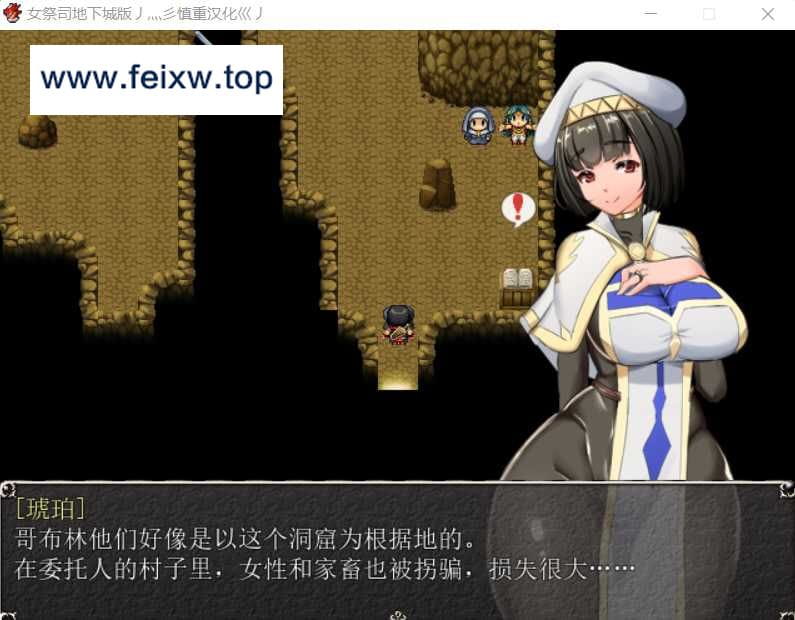 女祭司地下城版丿灬彡慎重汉化巛丿
www.feixw.top
[琥珀]
哥布林他们好像是以这个洞窟为根据地的。
在委托人的村子里，女性和家畜也被拐骗，损失很大……